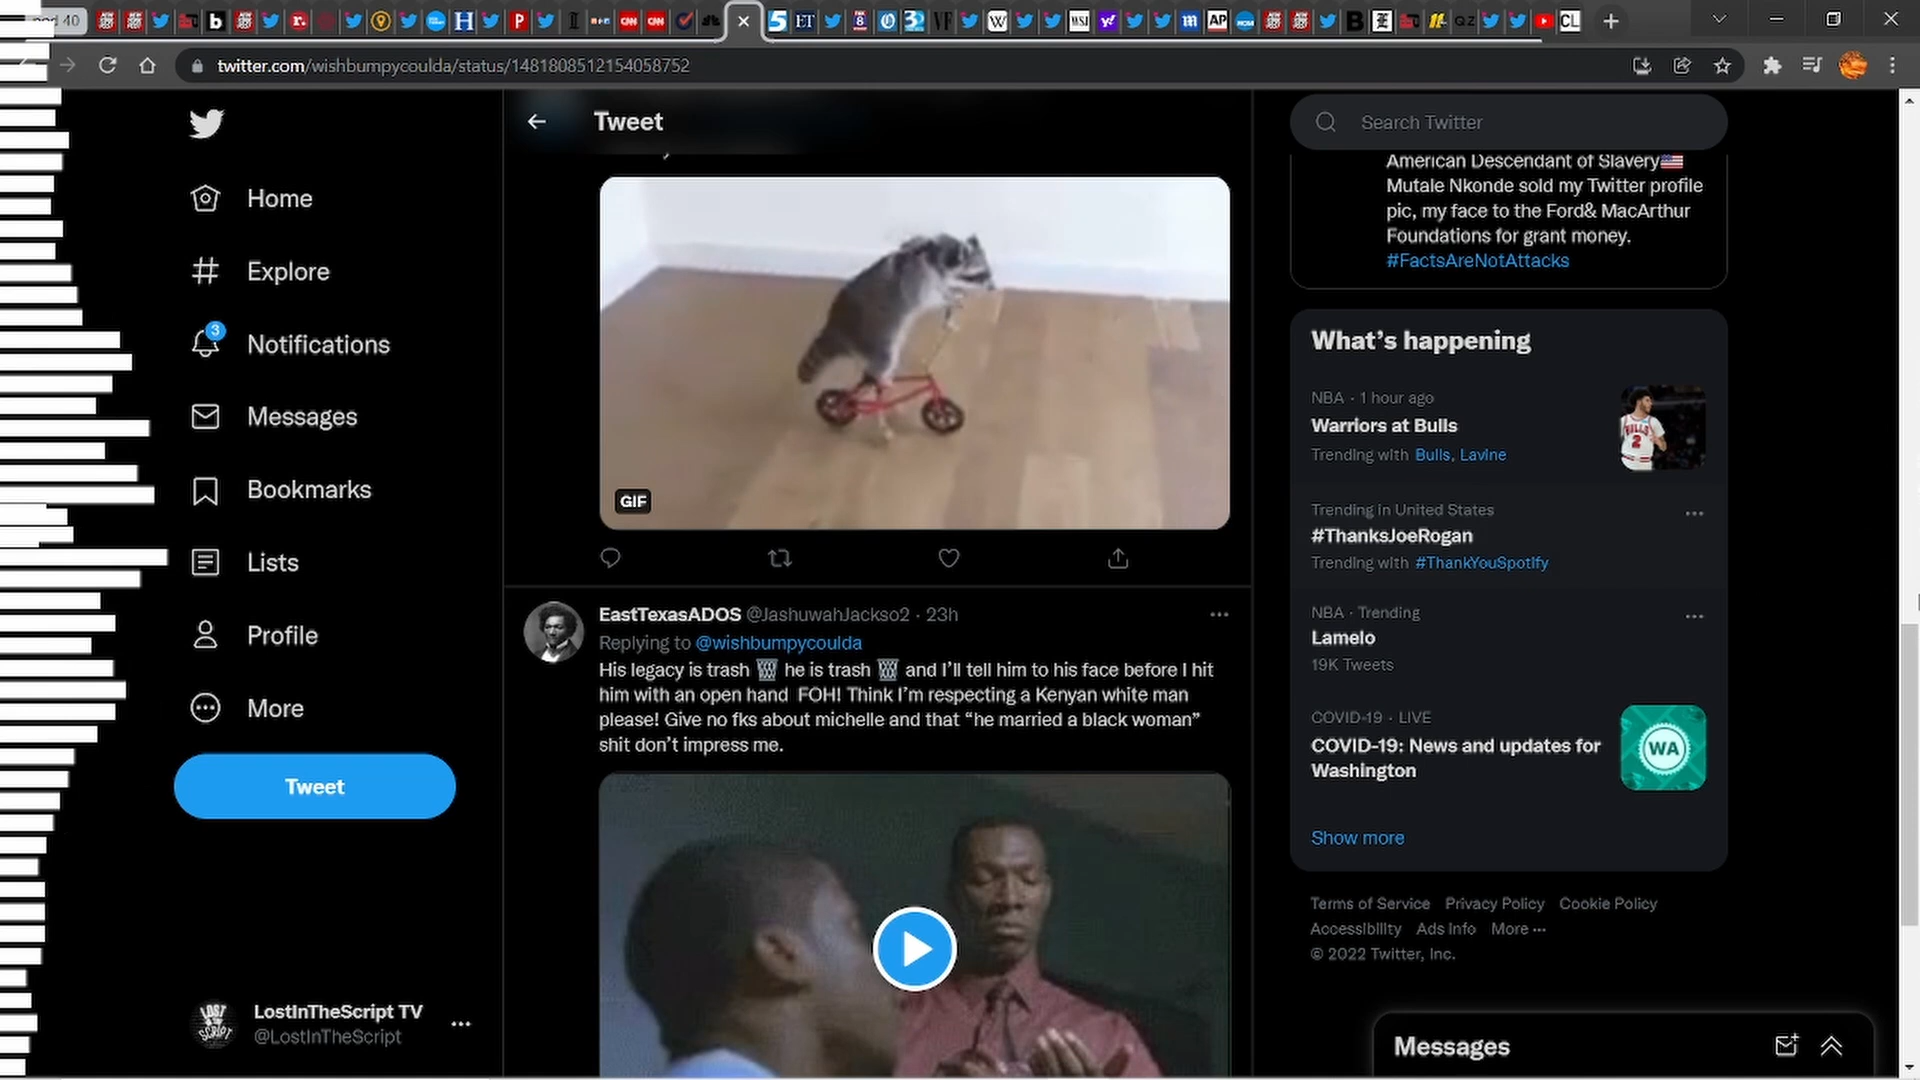 twitter.com/wishbumpycoulda/status/1481808512154058752
Home
Explore
3
Notifications
Messages
Bookmarks
Lists
Profile
More
Tweet
LostInTheScript TV
@LostInTheScript
Tweet
GIF
EastTexasADOS @JashuwahJackso2 · 23h
Replying to @wishbumpycoulda
His legacy is trash 🗑 he is trash 🗑 and I’ll tell him to his face before I hit
him with an open hand FOH! Think I’m respecting a Kenyan white man
please! Give no fks about michelle and that “he married a black woman”
shit don’t impress me.
Search Twitter
American Descendant of Slavery🇺🇸
Mutale Nkonde sold my Twitter profile
pic, my face to the Ford& MacArthur
Foundations for grant money.
#FactsAreNotAttacks
What’s happening
NBA · 1 hour ago
Warriors at Bulls
Trending with Bulls, Lavine
BULLS
2
Trending in United States
#ThanksJoeRogan
Trending with #ThankYouSpotify
NBA · Trending
Lamelo
19K Tweets
COVID-19 · LIVE
COVID-19: News and updates for
Washington
WA
Show more
Terms of Service Privacy Policy Cookie Policy
Accessibility Ads info More ···
© 2022 Twitter, Inc.
Messages